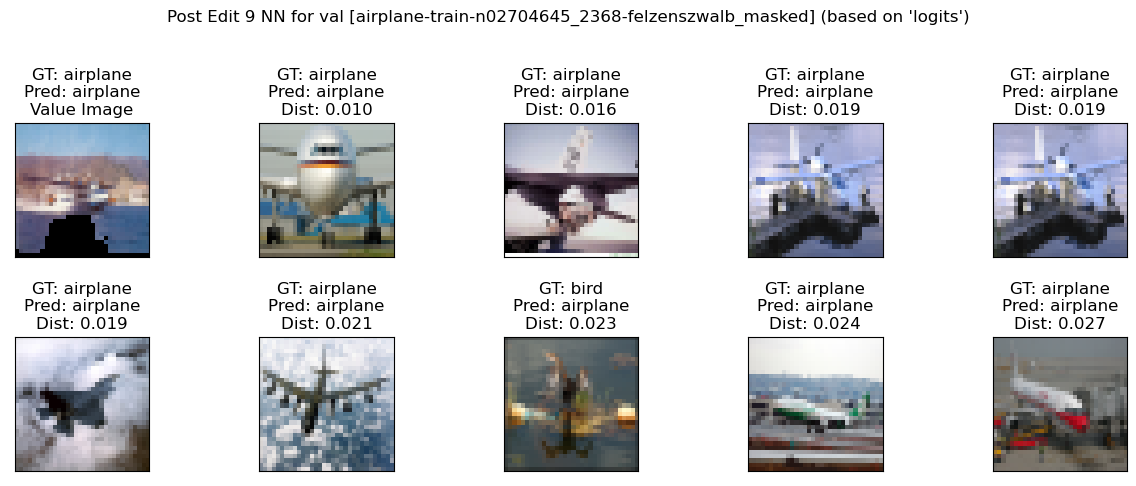 Post Edit 9 NN for val [airplane-train-n02704645_2368-felzenszwalb_masked] (based on 'logits')
GT: airplane
Pred: airplane
Value Image
GT: airplane
Pred: airplane
Dist: 0.010
GT: airplane
Pred: airplane
Dist: 0.016
GT: airplane
Pred: airplane
Dist: 0.019
GT: airplane
Pred: airplane
Dist: 0.019
GT: airplane
Pred: airplane
Dist: 0.019
GT: airplane
Pred: airplane
Dist: 0.021
GT: bird
Pred: airplane
Dist: 0.023
GT: airplane
Pred: airplane
Dist: 0.024
GT: airplane
Pred: airplane
Dist: 0.027